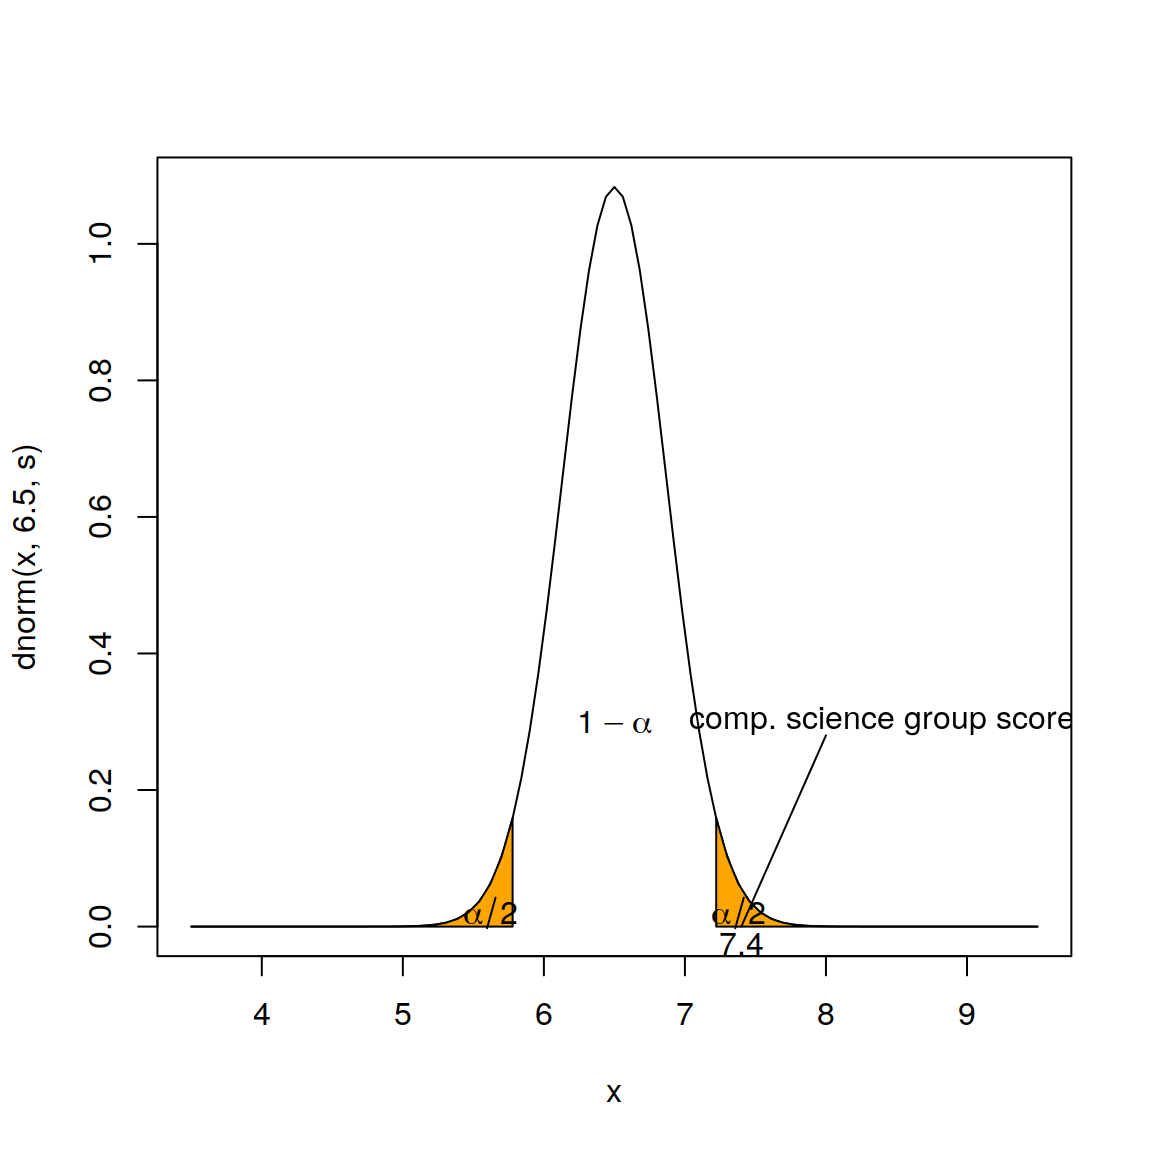 dnorm(x, 6.5, s)
1.0
0.8
0.6
0.4
0.2
0.0
1 − α
comp. science group score
α/2
α/2
7.4
4 5 6 7 8 9
x